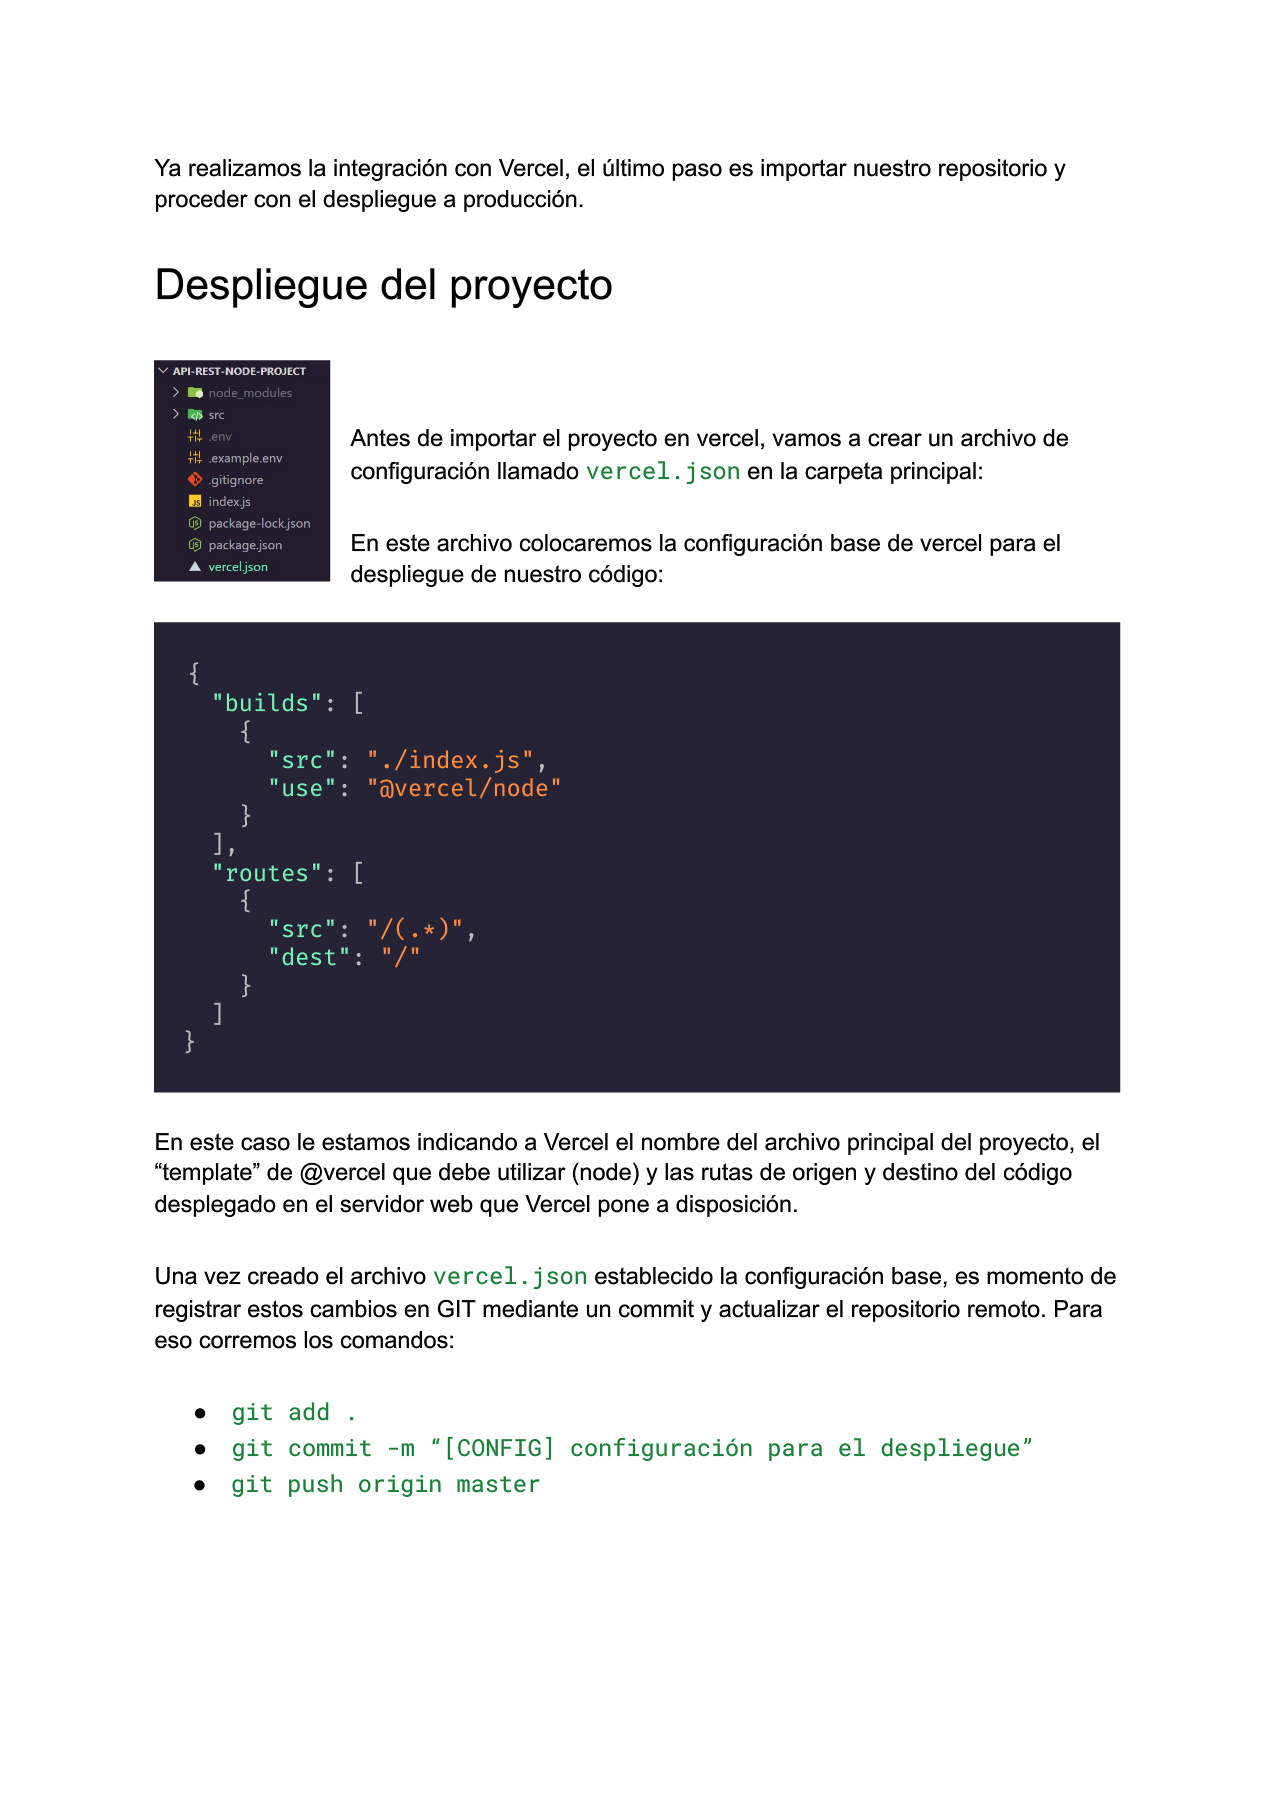 Ya realizamos la integración con Vercel, el último paso es importar nuestro repositorio y
proceder con el despliegue a producción.
Despliegue del proyecto
API-REST-NODE-PROJECT
node_modules
src
.env
.example.env
.gitignore
index.js
package-lock.json
package.json
vercel.json
Antes de importar el proyecto en vercel, vamos a crear un archivo de
configuración llamado vercel.json en la carpeta principal:
En este archivo colocaremos la configuración base de vercel para el
despliegue de nuestro código:
{
  "builds": [
    {
      "src": "./index.js",
      "use": "@vercel/node"
    }
  ],
  "routes": [
    {
      "src": "/(.*)",
      "dest": "/"
    }
  ]
}
En este caso le estamos indicando a Vercel el nombre del archivo principal del proyecto, el
“template” de @vercel que debe utilizar (node) y las rutas de origen y destino del código
desplegado en el servidor web que Vercel pone a disposición.
Una vez creado el archivo vercel.json establecido la configuración base, es momento de
registrar estos cambios en GIT mediante un commit y actualizar el repositorio remoto. Para
eso corremos los comandos:
● git add .
● git commit -m “[CONFIG] configuración para el despliegue”
● git push origin master